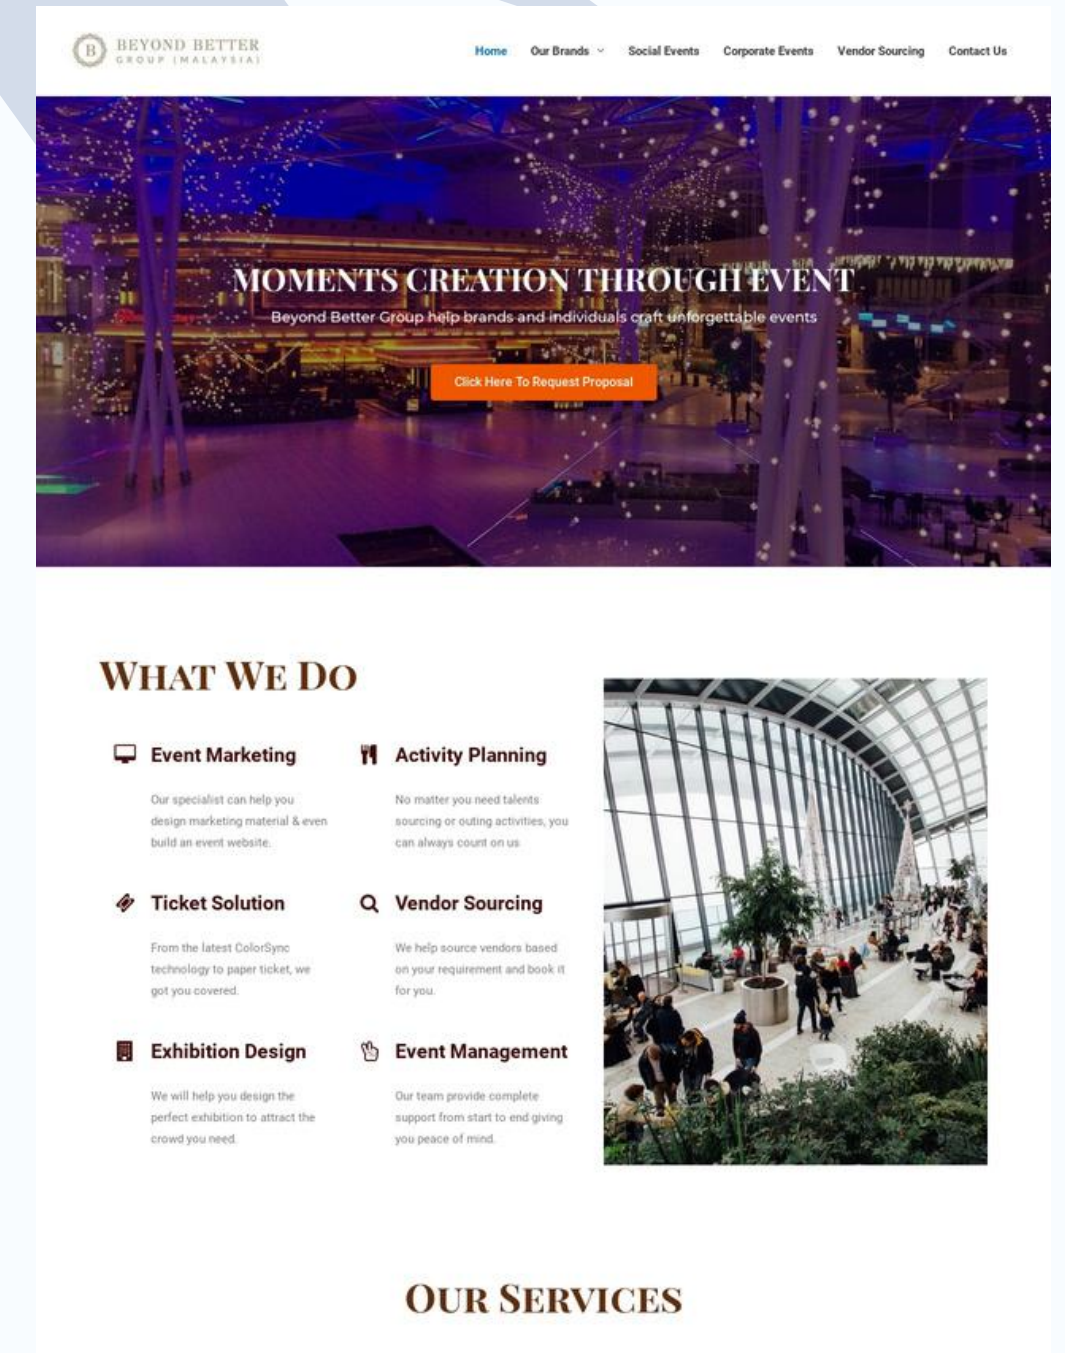 B
BEYOND BETTER
GROUP (MALAYSIA)
Home Our Brands Social Events Corporate Events Vendor Sourcing Contact Us
MOMENTS CREATION THROUGH EVENT
Beyond Better Group help brands and individuals craft unforgettable events
Click Here To Request Proposal
WHAT WE DO
Event Marketing
Our specialist can help you
design marketing material & even
build an event website.
Activity Planning
No matter you need talents
sourcing or outing activities, you
can always count on us
Ticket Solution
From the latest ColorSync
technology to paper ticket, we
got you covered.
Vendor Sourcing
We help source vendors based
on your requirement and book it
for you.
Exhibition Design
We will help you design the
perfect exhibition to attract the
crowd you need.
Event Management
Our team provide complete
support from start to end giving
you peace of mind.
OUR SERVICES